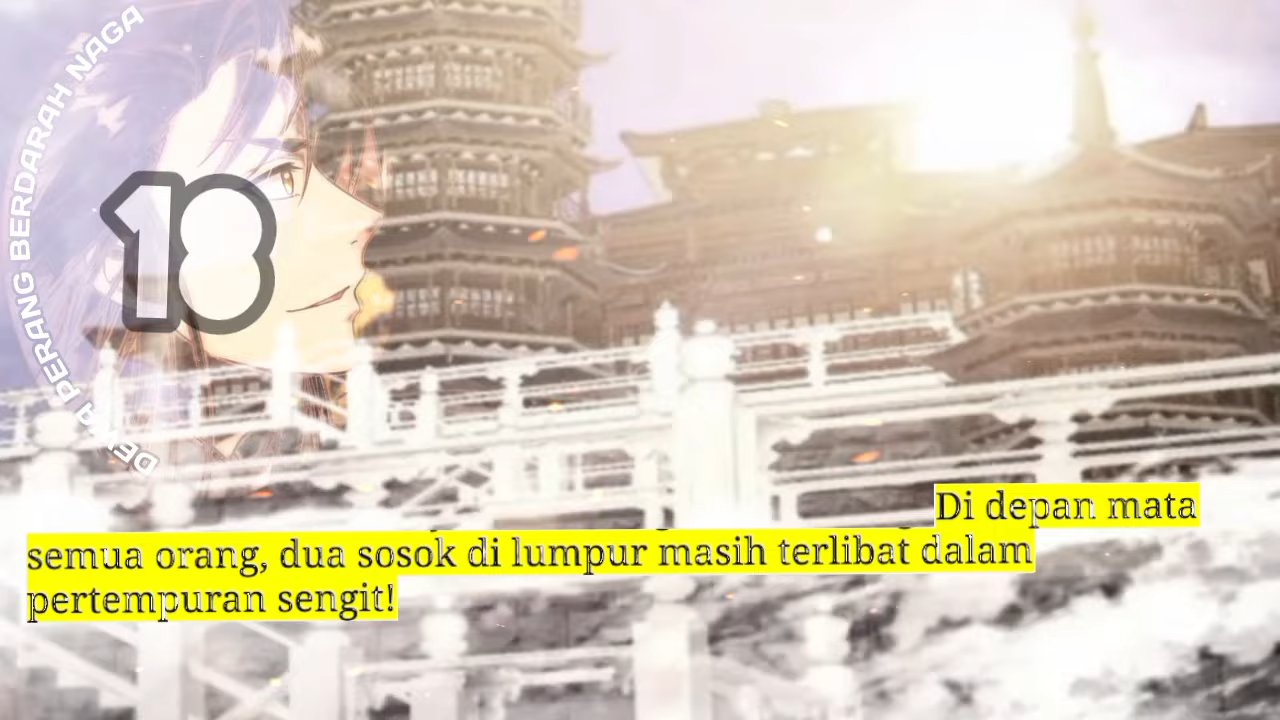 DEWA PERANG BERDARAH NAGA
18
Di depan mata
semua orang, dua sosok di lumpur masih terlibat dalam
pertempuran sengit!